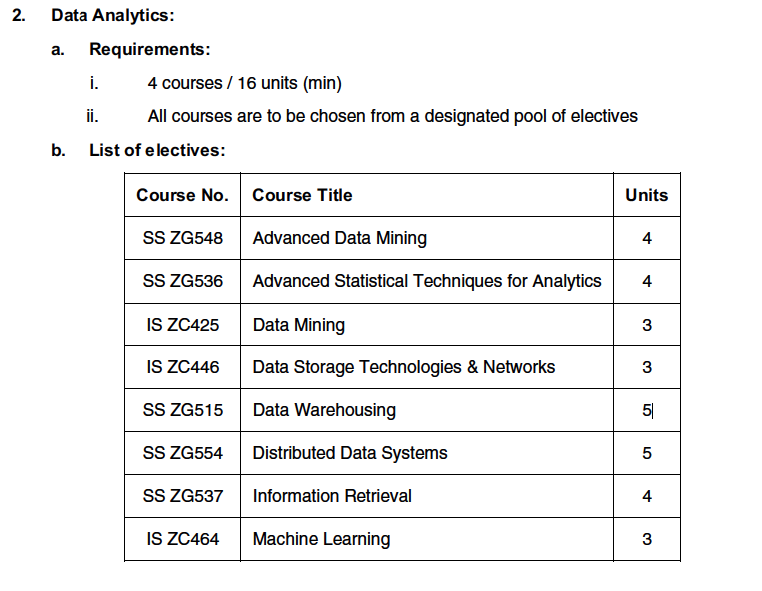 2. Data Analytics:
a. Requirements:
i. 4 courses / 16 units (min)
ii. All courses are to be chosen from a designated pool of electives
b. List of electives:
Course No. Course Title Units
SS ZG548 Advanced Data Mining 4
SS ZG536 Advanced Statistical Techniques for Analytics 4
IS ZC425 Data Mining 3
IS ZC446 Data Storage Technologies & Networks 3
SS ZG515 Data Warehousing 5
SS ZG554 Distributed Data Systems 5
SS ZG537 Information Retrieval 4
IS ZC464 Machine Learning 3